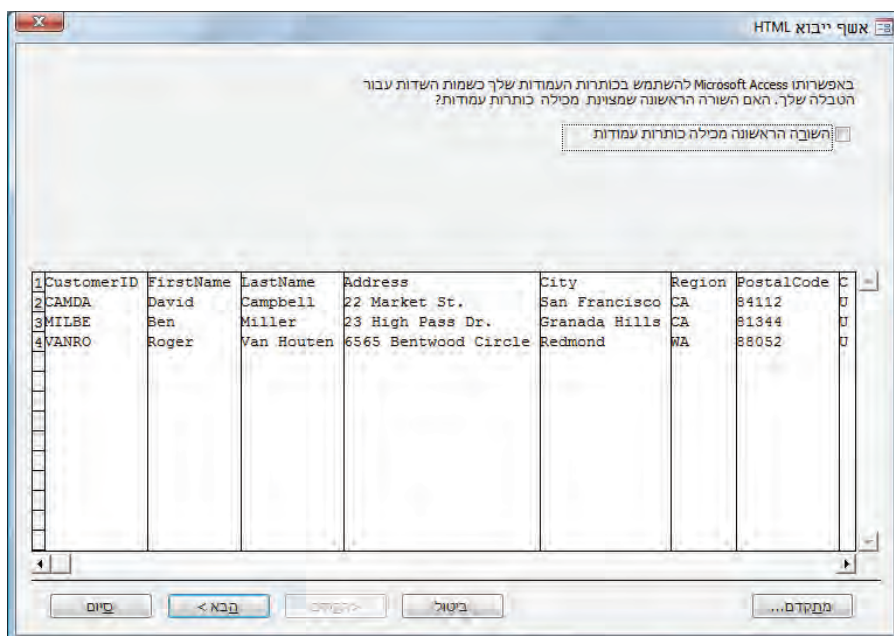 אשף ייבוא HTML
באפשרותו Microsoft Access להשתמש בכותרות העמודות שלך כשמות השדות עבור
הטבלה שלך. האם השורה הראשונה שמצוינת מכילה כותרות עמודות?
השורה הראשונה מכילה כותרות עמודות
1 CustomerID FirstName LastName Address City Region PostalCode C
2 CAMDA David Campbell 22 Market St. San Francisco CA 84112 U
3 MILBE Ben Miller 23 High Pass Dr. Granada Hills CA 81344 U
4 VANRO Roger Van Houten 6565 Bentwood Circle Redmond WA 88052 U
מתקדם... ביטול הבא > סיום